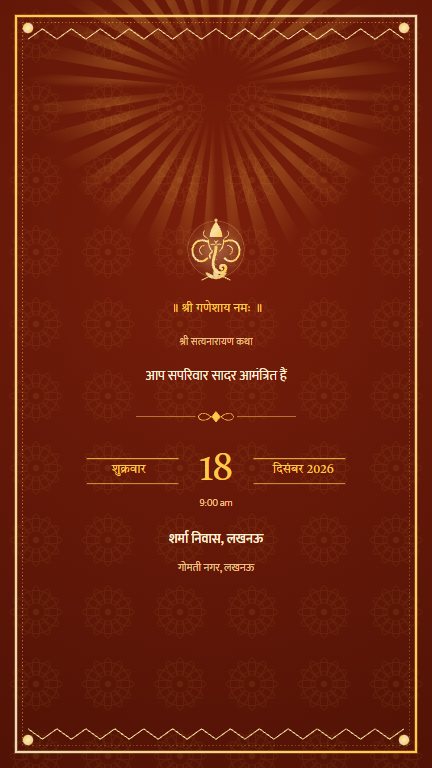 ॥ श्री गणेशाय नमः ॥
श्री सत्यनारायण कथा
आप सपरिवार सादर आमंत्रित हैं
शुक्रवार 18 दिसंबर 2026
9:00 am
शर्मा निवास, लखनऊ
गोमती नगर, लखनऊ